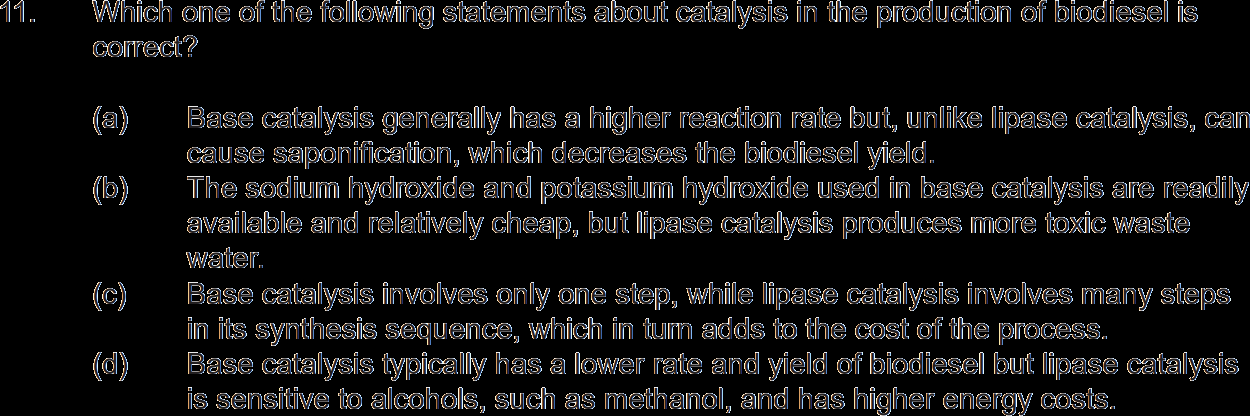 11. Which one of the following statements about catalysis in the production of biodiesel is
correct?
(a) Base catalysis generally has a higher reaction rate but, unlike lipase catalysis, can
cause saponification, which decreases the biodiesel yield.
(b) The sodium hydroxide and potassium hydroxide used in base catalysis are readily
available and relatively cheap, but lipase catalysis produces more toxic waste
water.
(c) Base catalysis involves only one step, while lipase catalysis involves many steps
in its synthesis sequence, which in turn adds to the cost of the process.
(d) Base catalysis typically has a lower rate and yield of biodiesel but lipase catalysis
is sensitive to alcohols, such as methanol, and has higher energy costs.